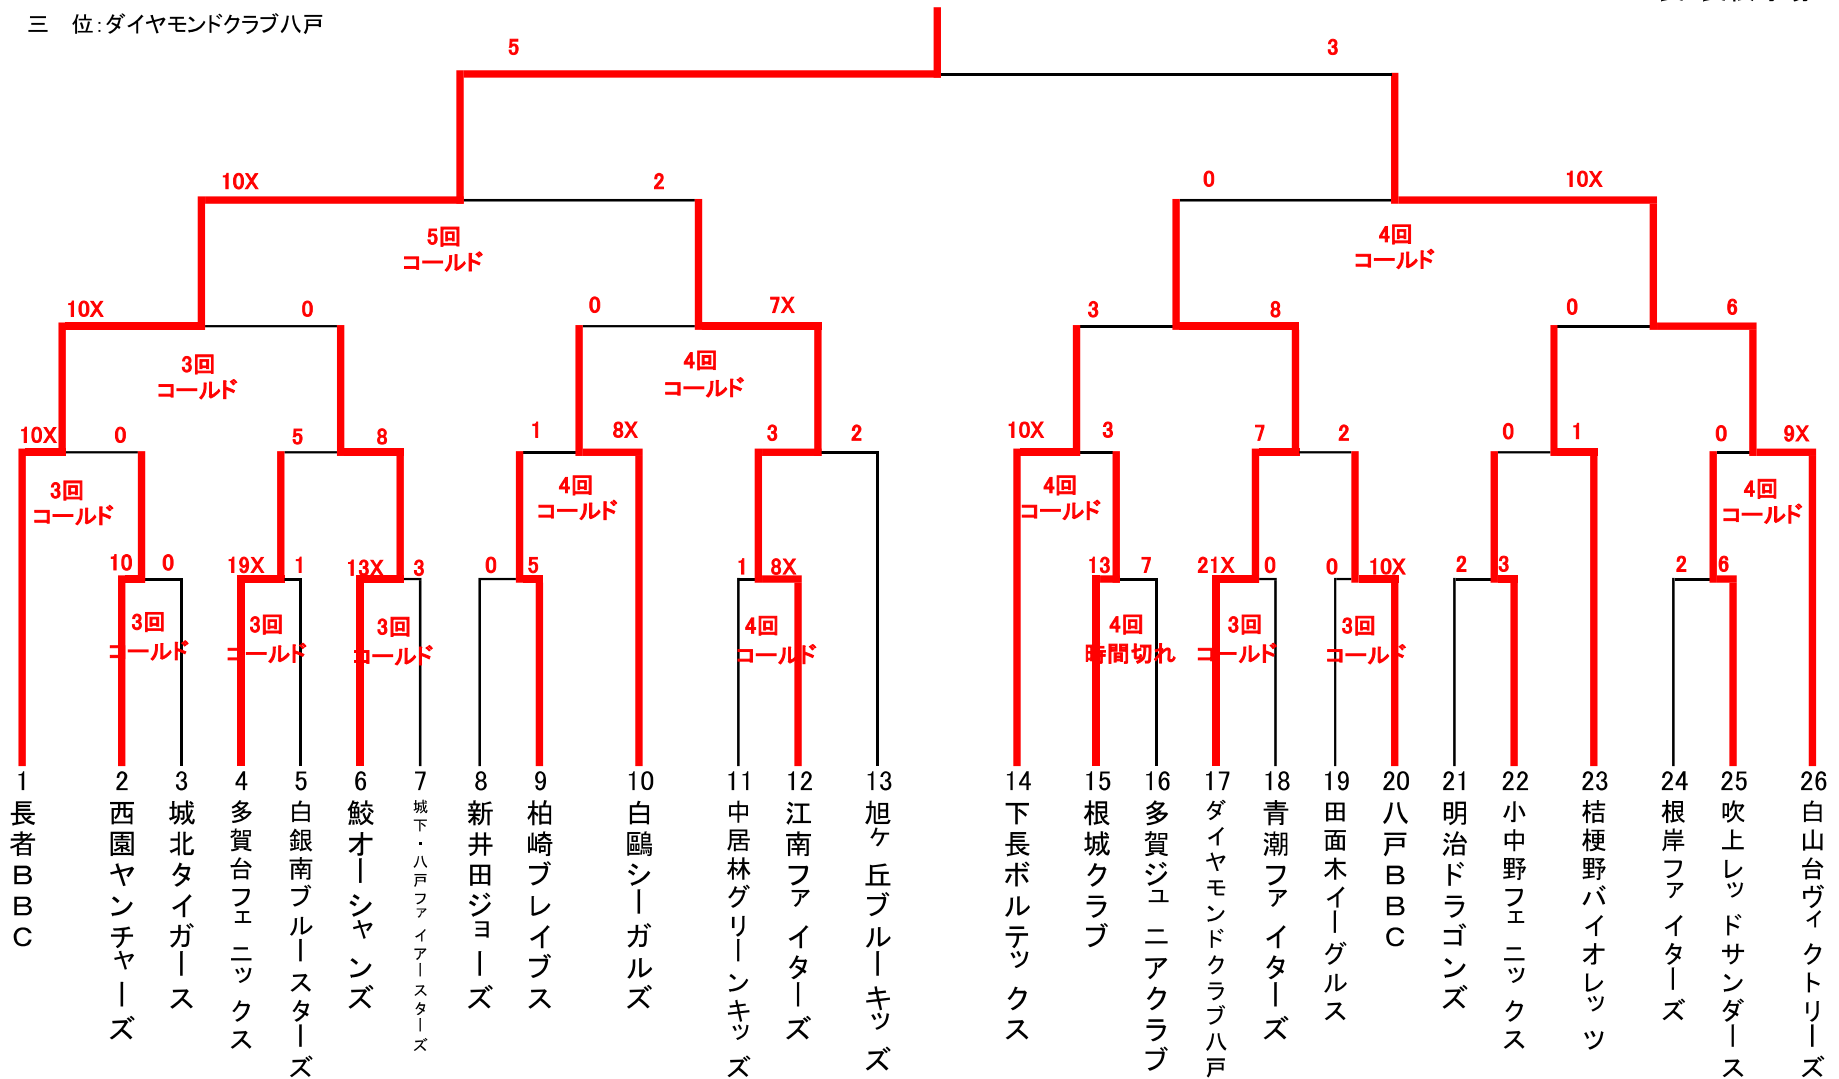 三　位：ダイヤモンドクラブ八戸
5
3
10X
2
0
10X
5回
コールド
4回
コールド
10X
0
0
7X
3
8
0
6
3回
コールド
4回
コールド
10X
0
5
8
1
8X
3
2
10X
3
7
2
0
1
0
9X
3回
コールド
4回
コールド
4回
コールド
4回
コールド
10
0
19X
1
13X
3
0
5
1
8X
13
7
21X
0
0
10X
2
3
2
6
3回
コールド
3回
コールド
3回
コールド
4回
コールド
4回
時間切れ
3回
コールド
3回
コールド
1
長者BBC
2
西園ヤンチャーズ
3
城北タイガース
4
多賀台フェニックス
5
白銀南ブルースターズ
6
鮫オーシャンズ
7
城下・八戸ファイアースターズ
8
新井田ジョーズ
9
柏崎ブレイブス
10
白鷗シーガルズ
11
中居林グリーンキッズ
12
江南ファイターズ
13
旭ヶ丘ブルーキッズ
14
下長ボルテックス
15
根城クラブ
16
多賀ジュニアクラブ
17
ダイヤモンドクラブ八戸
18
青潮ファイターズ
19
田面木イーグルス
20
八戸BBC
21
明治ドラゴンズ
22
小中野フェニックス
23
桔梗野バイオレッツ
24
根岸ファイターズ
25
吹上レッドサンダース
26
白山台ヴィクトリーズ